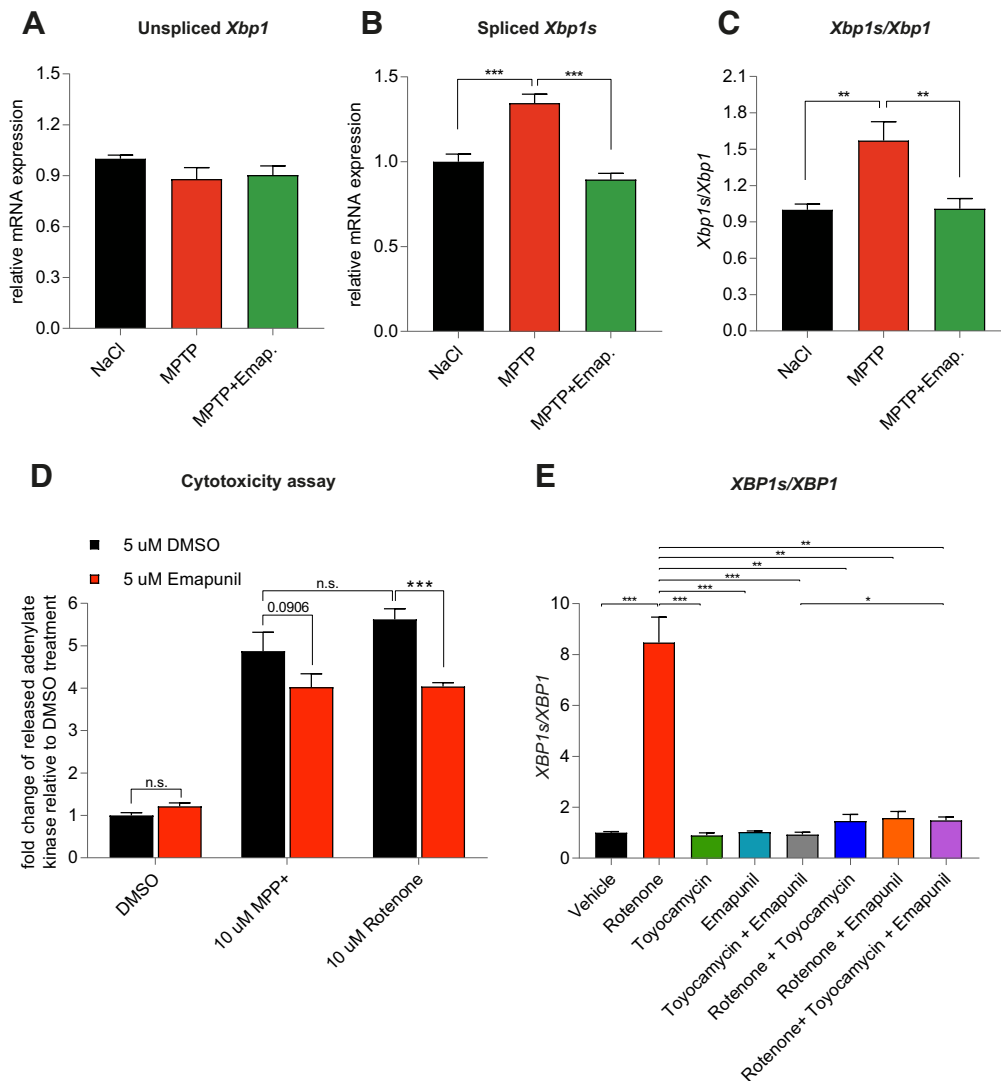 A
Unspliced Xbp1
relative mRNA expression
1.5
1.2
0.9
0.6
0.3
0.0
NaCl
MPTP
MPTP+Emap.
B
Spliced Xbp1s
relative mRNA expression
1.5
1.0
0.5
0.0
***
***
NaCl
MPTP
MPTP+Emap.
C
Xbp1s/Xbp1
Xbp1s/Xbp1
2.1
1.8
1.5
1.2
0.9
0.6
0.3
0.0
**
**
NaCl
MPTP
MPTP+Emap.
D
Cytotoxicity assay
5 uM DMSO
5 uM Emapunil
fold change of released adenylate
kinase relative to DMSO treatment
6
5
4
3
2
1
0
n.s.
n.s.
0.0906
***
DMSO
10 uM MPP+
10 uM Rotenone
E
XBP1s/XBP1
XBP1s/XBP1
10
8
6
4
2
0
**
**
**
***
***
***
***
*
Vehicle
Rotenone
Toyocamycin
Emapunil
Toyocamycin + Emapunil
Rotenone + Toyocamycin
Rotenone + Emapunil
Rotenone+ Toyocamycin + Emapunil